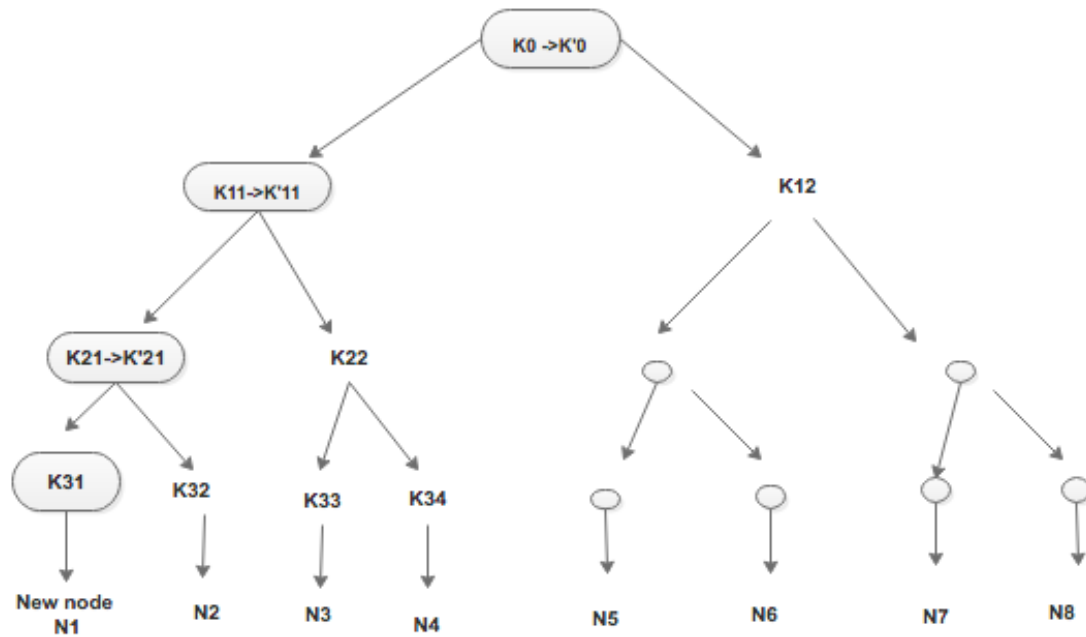 K0 ->K'0
K11->K'11
K12
K21->K'21
K22
K31
K32
K33
K34
New node
N1
N2
N3
N4
N5
N6
N7
N8